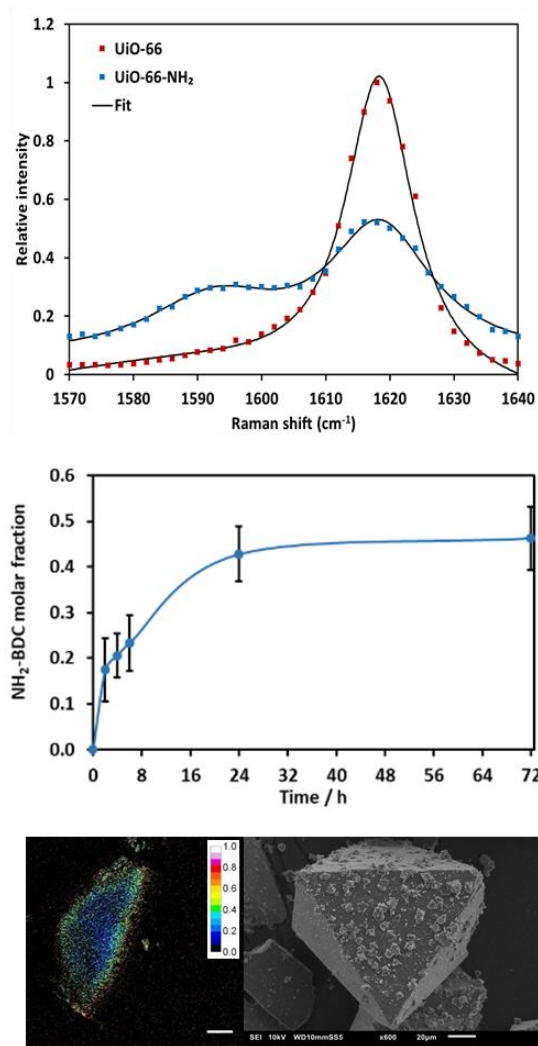 1.2
1
0.8
0.6
0.4
0.2
0
Relative intensity
UiO-66
UiO-66-NH₂
Fit
1570 1580 1590 1600 1610 1620 1630 1640
Raman shift (cm⁻¹)
0.6
0.5
0.4
0.3
0.2
0.1
0.0
NH₂-BDC molar fraction
0 8 16 24 32 40 48 56 64 72
Time / h
1.0
0.8
0.6
0.4
0.2
0.0
SEI 10kV WD10mmSS5 x600 20μm